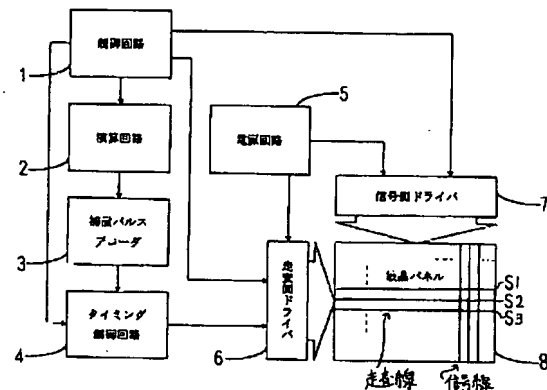 制御回路
1
5
演算回路
2
電源回路
信号側ドライバ
7
補償パルス
デコーダ
3
走査側ドライバ
液晶パネル
S1
S2
S3
タイミング
制御回路
4
6
走査線
信号線
8